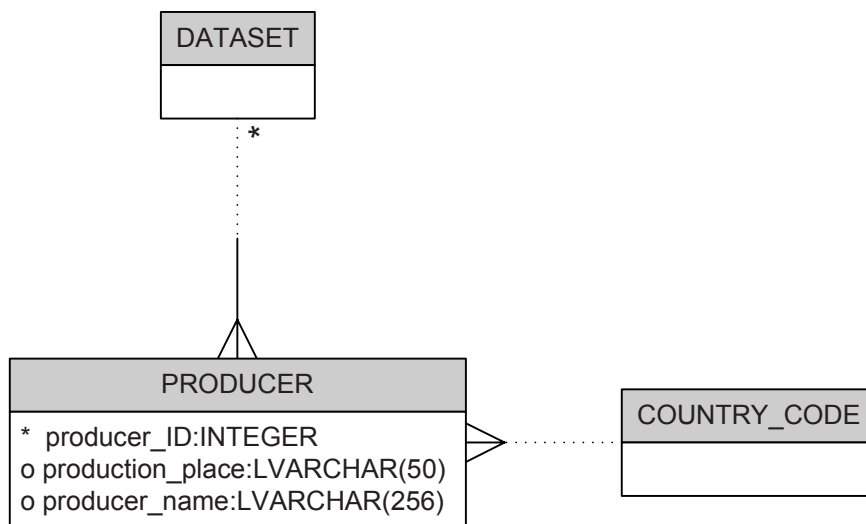 DATASET
*
PRODUCER
* producer_ID:INTEGER
o production_place:LVARCHAR(50)
o producer_name:LVARCHAR(256)
COUNTRY_CODE